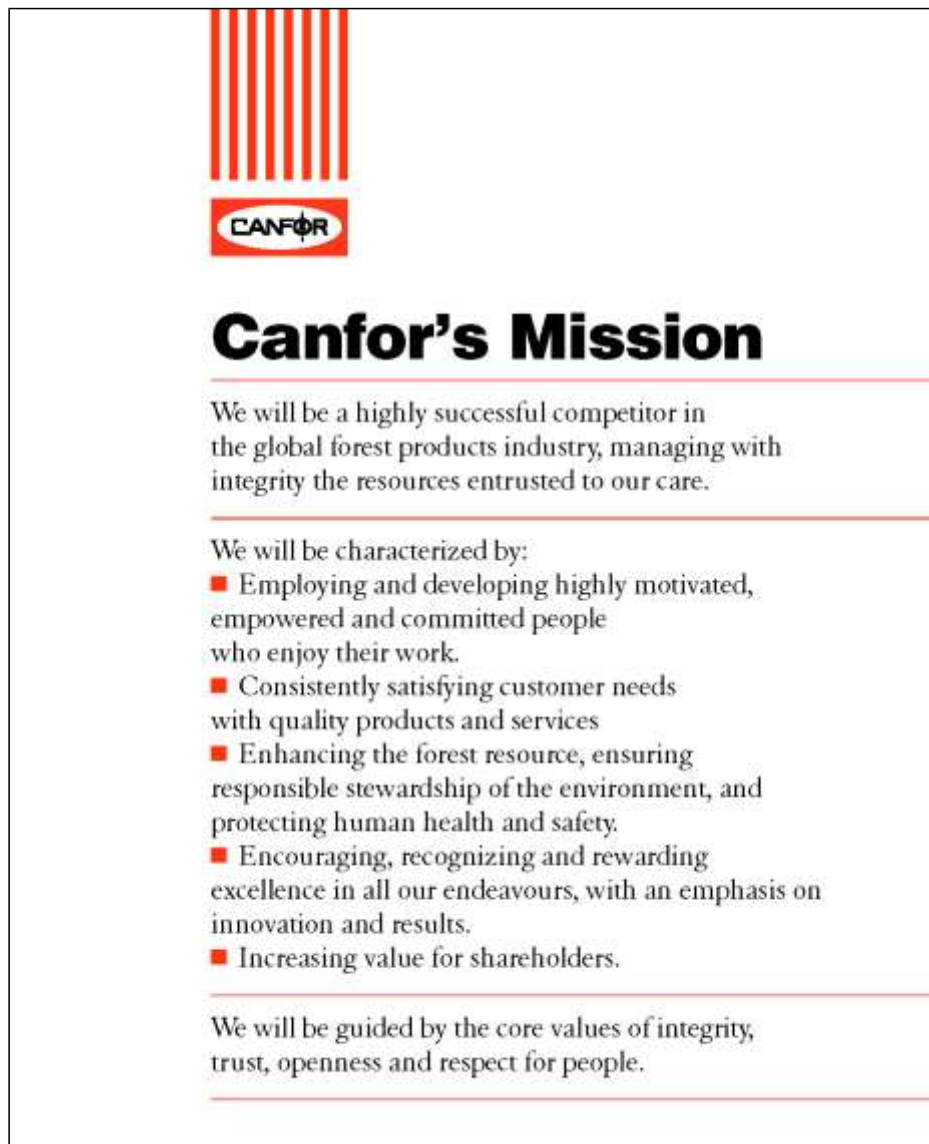 CANFOR
Canfor's Mission
We will be a highly successful competitor in
the global forest products industry, managing with
integrity the resources entrusted to our care.
We will be characterized by:
■ Employing and developing highly motivated,
empowered and committed people
who enjoy their work.
■ Consistently satisfying customer needs
with quality products and services
■ Enhancing the forest resource, ensuring
responsible stewardship of the environment, and
protecting human health and safety.
■ Encouraging, recognizing and rewarding
excellence in all our endeavours, with an emphasis on
innovation and results.
■ Increasing value for shareholders.
We will be guided by the core values of integrity,
trust, openness and respect for people.